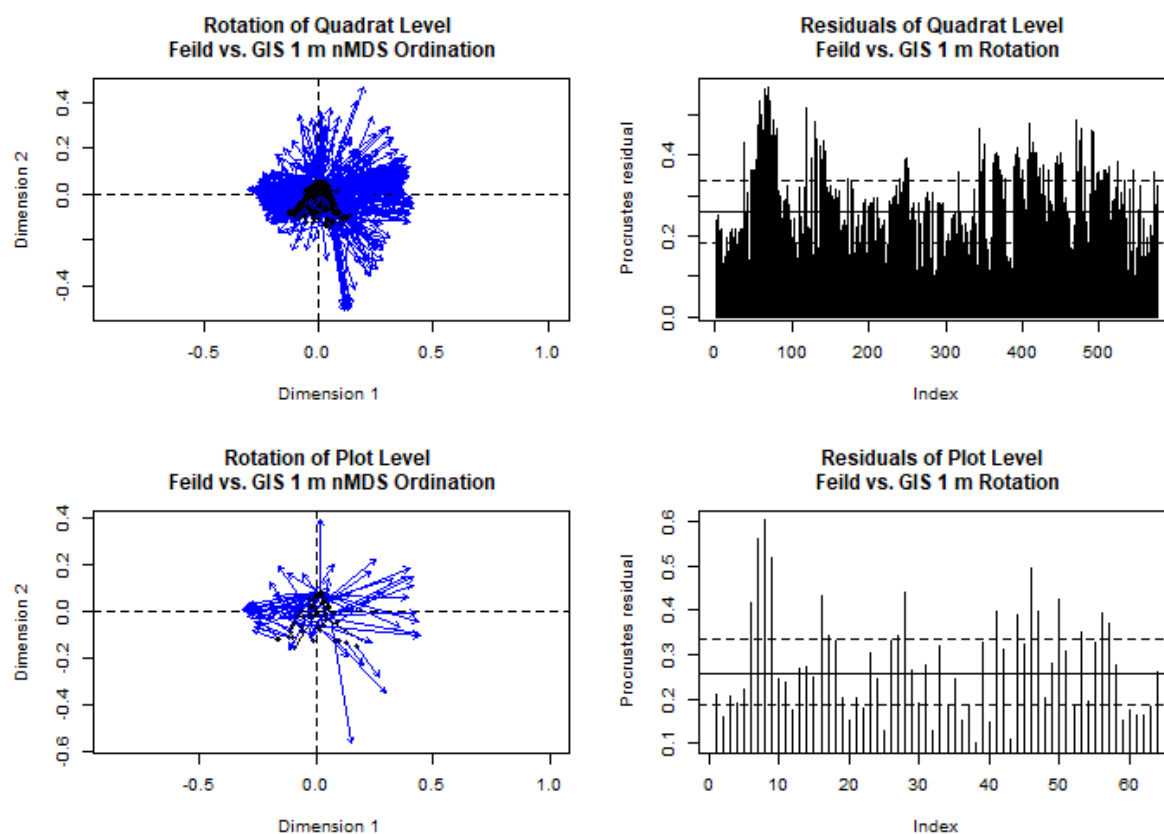 Rotation of Quadrat Level
Feild vs. GIS 1 m nMDS Ordination
Dimension 2
0.4
0.2
0.0
-0.4
-0.5
0.0
0.5
1.0
Dimension 1
Residuals of Quadrat Level
Feild vs. GIS 1 m Rotation
Procrustes residual
0.4
0.2
0.0
0
100
200
300
400
500
Index
Rotation of Plot Level
Feild vs. GIS 1 m nMDS Ordination
Dimension 2
0.4
0.2
0.0
-0.2
-0.4
-0.6
-0.5
0.0
0.5
1.0
Dimension 1
Residuals of Plot Level
Feild vs. GIS 1 m Rotation
Procrustes residual
0.6
0.5
0.4
0.3
0.2
0.1
0
10
20
30
40
50
60
Index